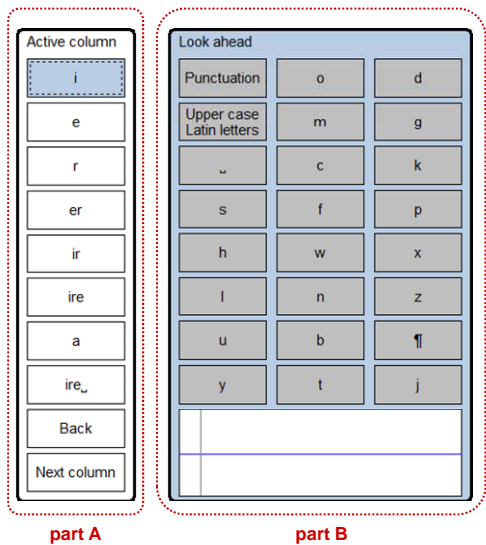 Active column
i
e
r
er
ir
ire
a
ire␣
Back
Next column
Look ahead
Punctuation o d
Upper case
Latin letters m g
␣ c k
s f p
h w x
l n z
u b ¶
y t j
part A
part B